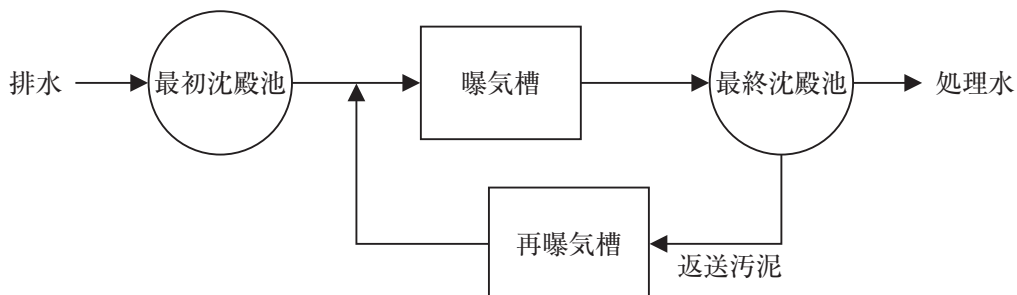 排水
最初沈殿池
曝気槽
最終沈殿池
処理水
再曝気槽
返送汚泥